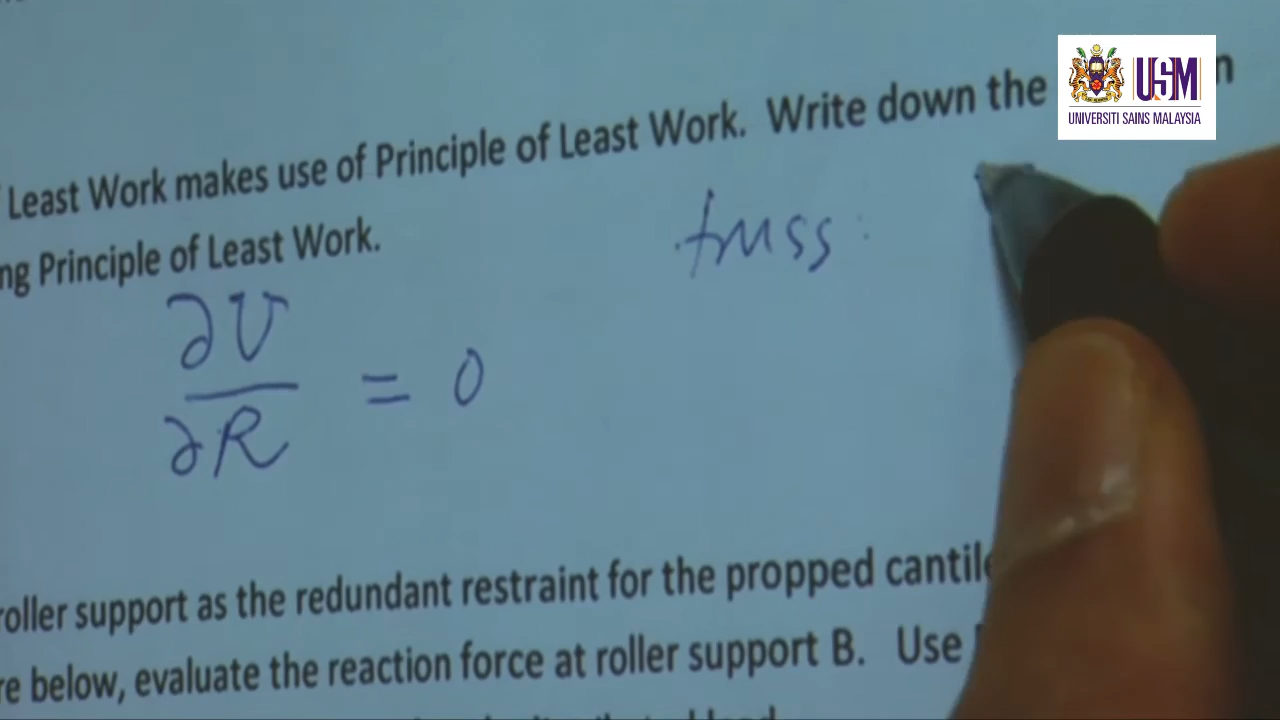 USM
UNIVERSITI SAINS MALAYSIA
Least Work makes use of Principle of Least Work. Write down the
ng Principle of Least Work.
truss:
∂U
∂R
= 0
roller support as the redundant restraint for the propped cantile
re below, evaluate the reaction force at roller support B. Use